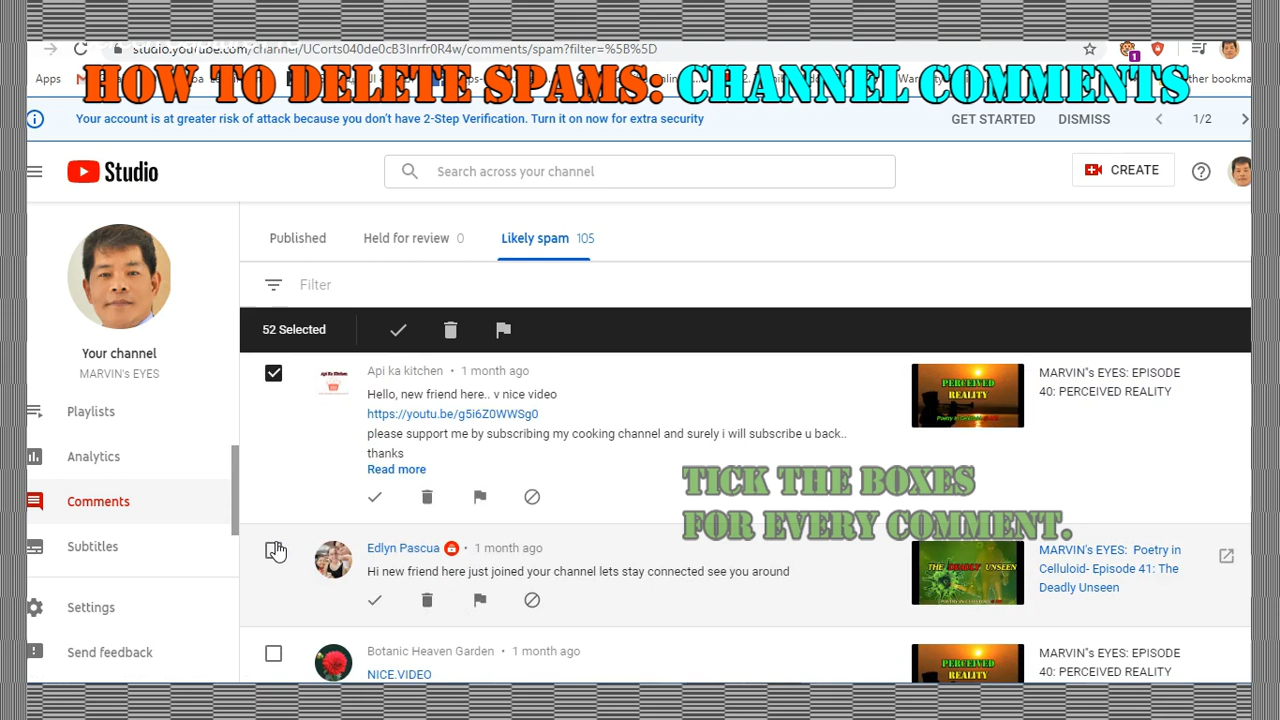 studio.youtube.com/channel/UCorts040de0cB3lnrfr0R4w/comments/spam?filter=%5B%5D
1
Apps
HOW TO DELETE SPAMS: CHANNEL COMMENTS
Your account is at greater risk of attack because you don't have 2-Step Verification. Turn it on now for extra security
GET STARTED
DISMISS
1/2
Studio
Search across your channel
CREATE
Published
Held for review 0
Likely spam 105
Filter
52 Selected
Your channel
MARVIN's EYES
Playlists
Analytics
Comments
Subtitles
Settings
Send feedback
Api ka kitchen • 1 month ago
Hello, new friend here.. v nice video
https://youtu.be/g5i6Z0WWSg0
please support me by subscribing my cooking channel and surely i will subscribe u back..
thanks
Read more
PERCEIVED
REALITY
MARVIN"s EYES: EPISODE
40: PERCEIVED REALITY
TICK THE BOXES
FOR EVERY COMMENT.
Edlyn Pascua • 1 month ago
Hi new friend here just joined your channel lets stay connected see you around
THE DEADLY UNSEEN
MARVIN's EYES: Poetry in
Celluloid- Episode 41: The
Deadly Unseen
Botanic Heaven Garden • 1 month ago
NICE.VIDEO
PERCEIVED
REALITY
MARVIN"s EYES: EPISODE
40: PERCEIVED REALITY